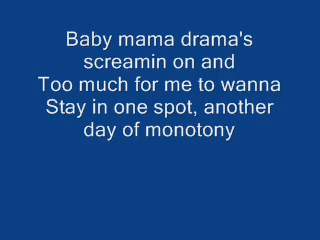 Baby mama drama's
screamin on and
Too much for me to wanna
Stay in one spot, another
day of monotony